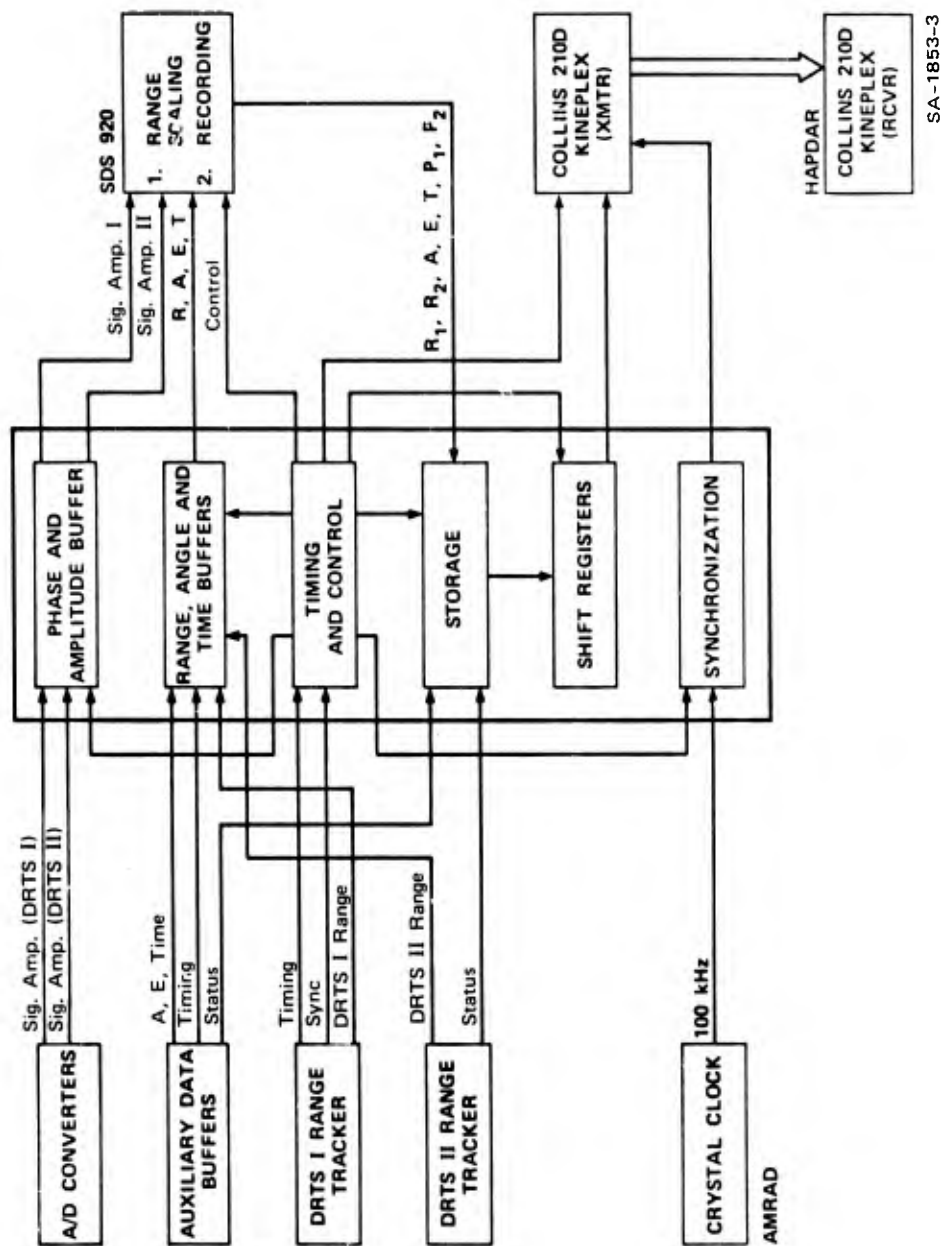 A/D CONVERTERS
Sig. Amp. (DRTS I)
Sig. Amp. (DRTS II)
AUXILIARY DATA
BUFFERS
A, E, Time
Timing
Status
DRTS I RANGE
TRACKER
Timing
Sync
DRTS I Range
DRTS II RANGE
TRACKER
DRTS II Range
Status
CRYSTAL CLOCK
100 kHz
AMRAD
PHASE AND
AMPLITUDE BUFFER
RANGE, ANGLE AND
TIME BUFFERS
TIMING
AND CONTROL
STORAGE
SHIFT REGISTERS
SYNCHRONIZATION
Sig. Amp. I
Sig. Amp. II
R, A, E, T
Control
R₁, R₂, A, E, T, P₁, F₂
SDS 920
1. RANGE
SCALING
2. RECORDING
COLLINS 210D
KINEPLEX
(XMTR)
HAPDAR
COLLINS 210D
KINEPLEX
(RCVR)
SA-1853-3